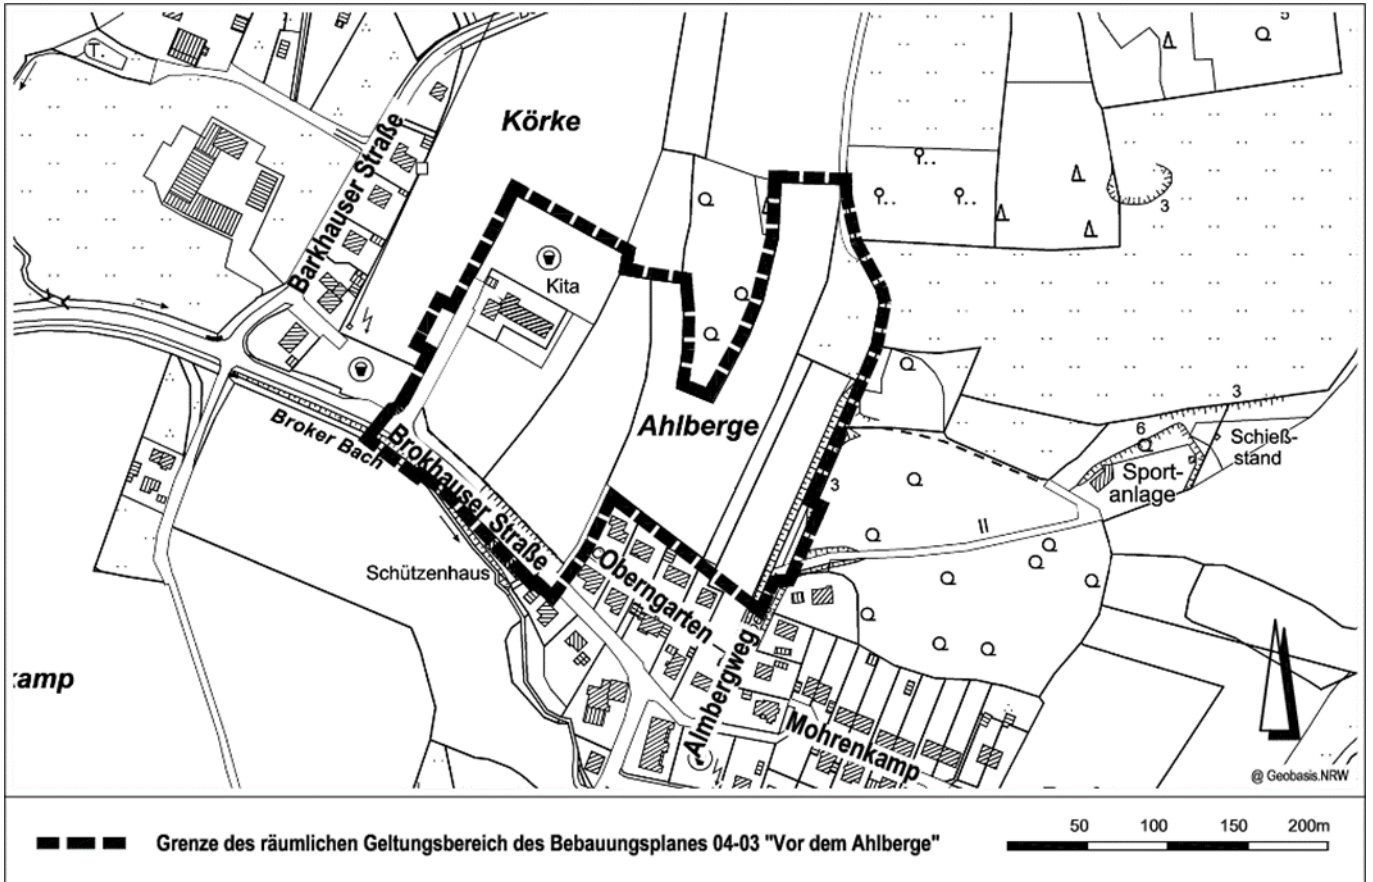 5
T.
Körke
3
Barkhauser Straße
Kita
3
Ahlberge
6
Schieß-
stand
Sport-
anlage
Broker Bach
Brokhauser Straße
3
II
Schützenhaus
Oberngarten
Almbergweg
kamp
Mohrenkamp
@ Geobasis.NRW
Grenze des räumlichen Geltungsbereich des Bebauungsplanes 04-03 "Vor dem Ahlberge"
50 100 150 200m